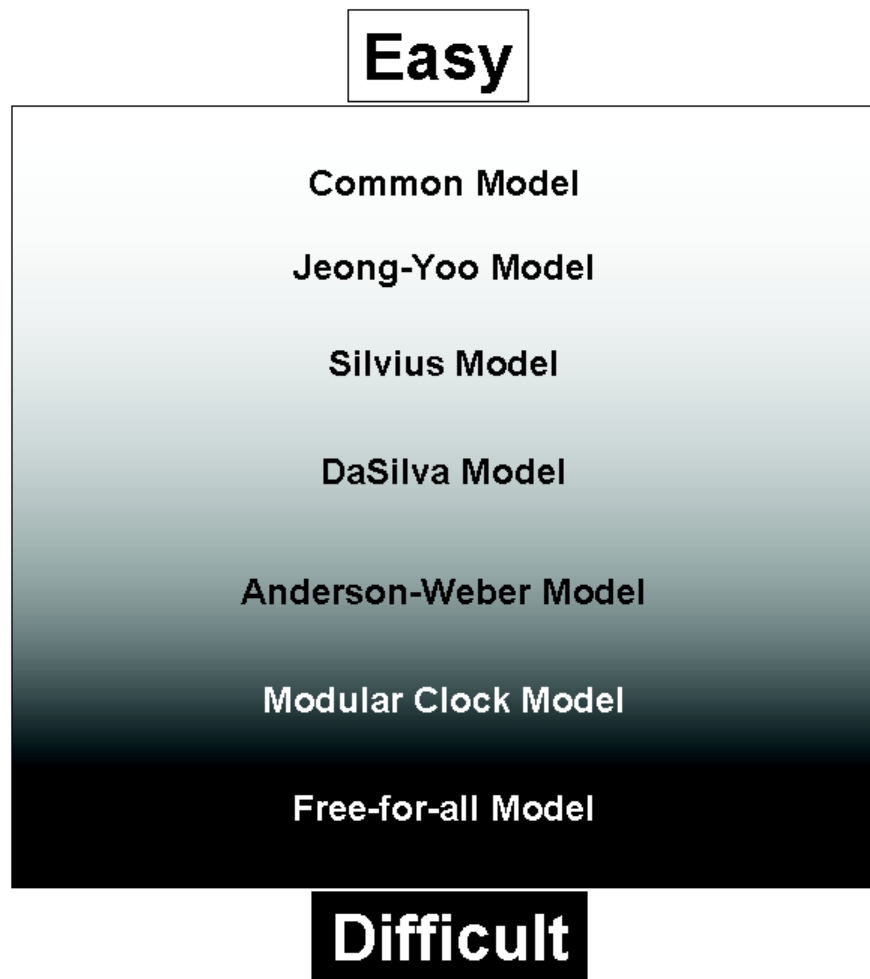 Easy
Common Model
Jeong-Yoo Model
Silvius Model
DaSilva Model
Anderson-Weber Model
Modular Clock Model
Free-for-all Model
Difficult